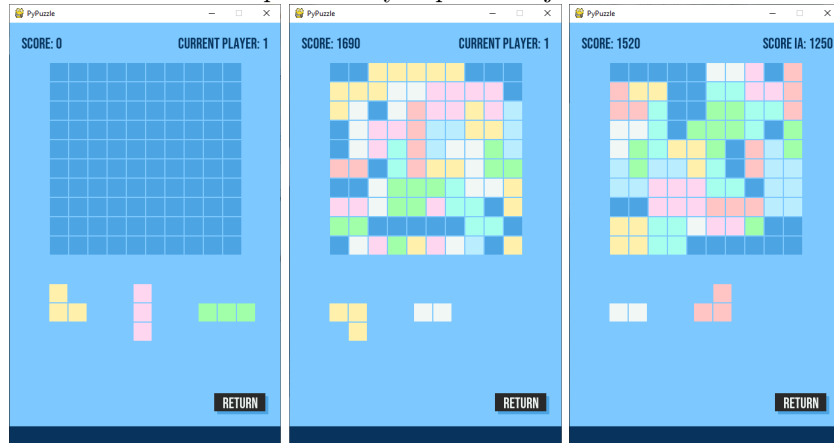 PyPuzzle
SCORE: 0 CURRENT PLAYER: 1
RETURN
PyPuzzle
SCORE: 1690 CURRENT PLAYER: 1
RETURN
PyPuzzle
SCORE: 1520 SCORE IA: 1250
RETURN